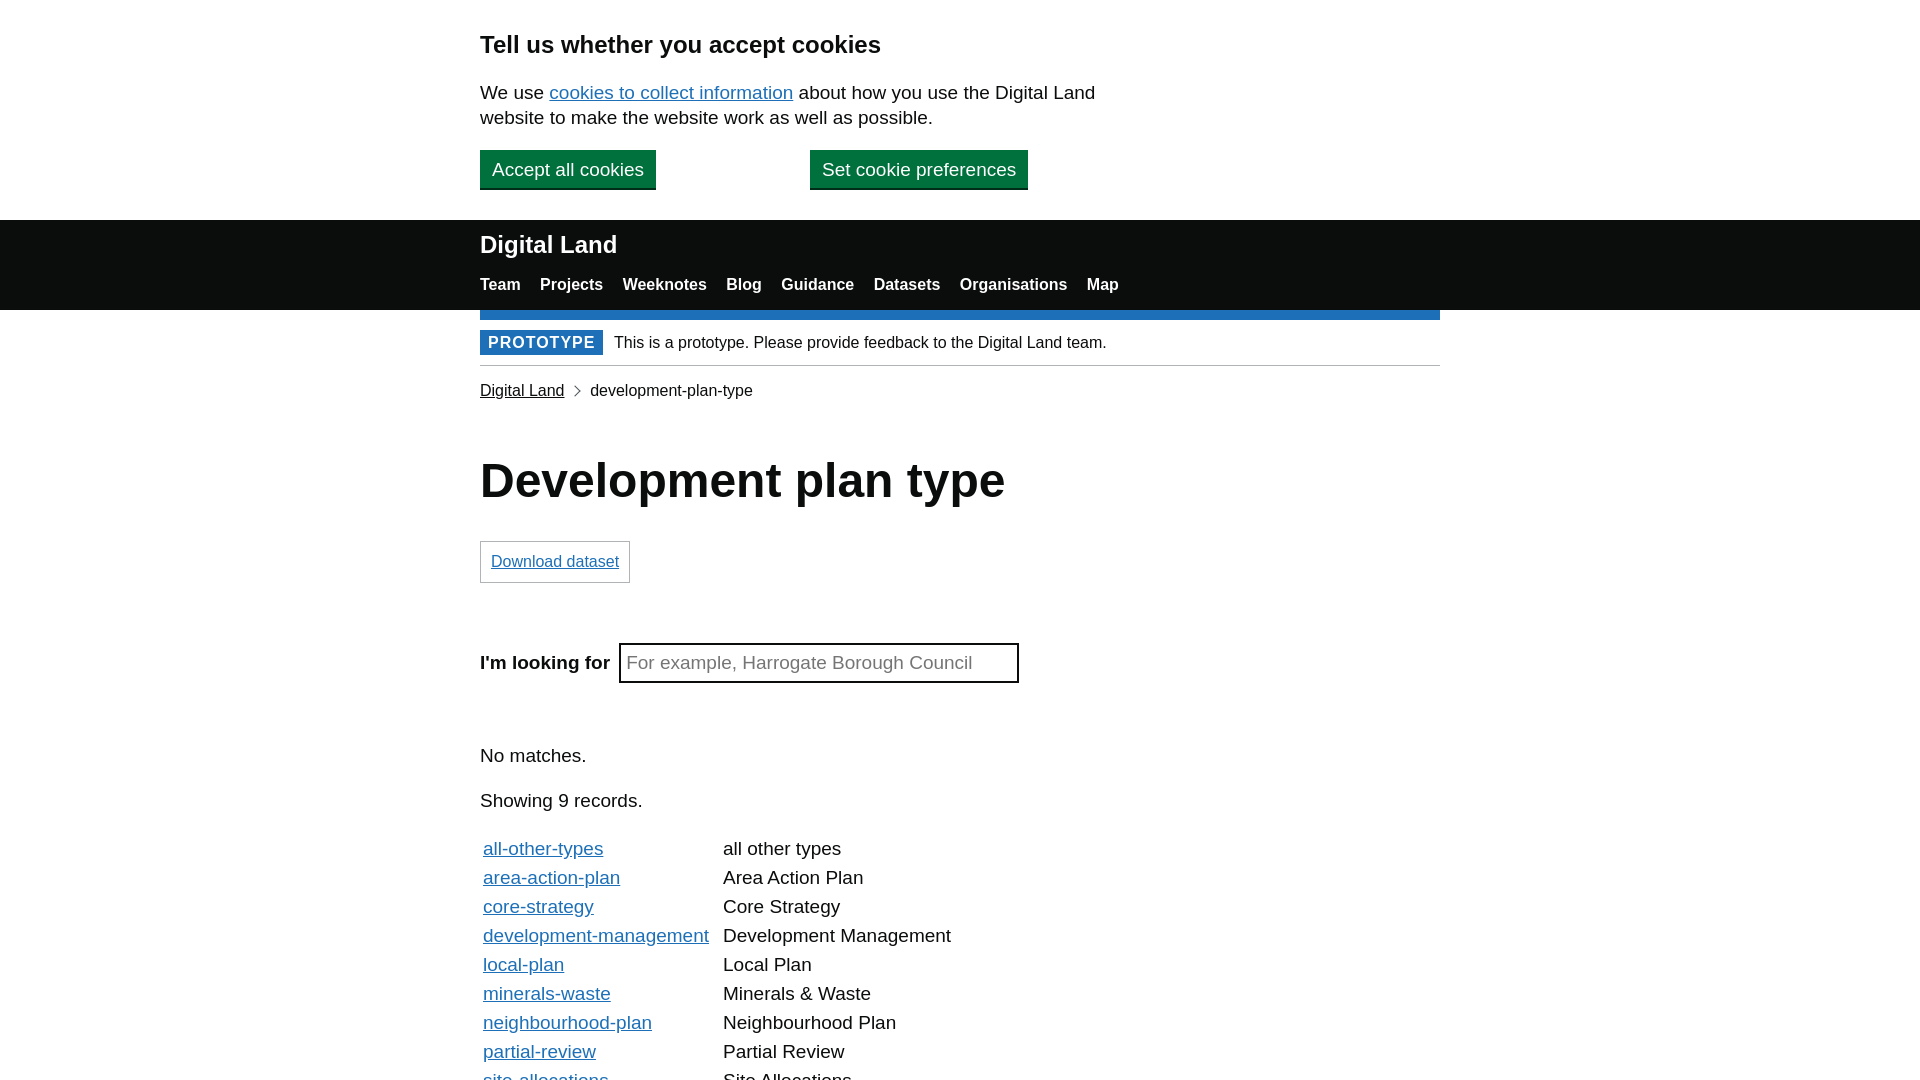 Tell us whether you accept cookies
We use cookies to collect information about how you use the Digital Land
website to make the website work as well as possible.
Accept all cookies Set cookie preferences
Digital Land
Team Projects Weeknotes Blog Guidance Datasets Organisations Map
PROTOTYPE This is a prototype. Please provide feedback to the Digital Land team.
Digital Land development-plan-type
Development plan type
Download dataset
I'm looking for For example, Harrogate Borough Council
No matches.
Showing 9 records.
all-other-types all other types
area-action-plan Area Action Plan
core-strategy Core Strategy
development-management Development Management
local-plan Local Plan
minerals-waste Minerals & Waste
neighbourhood-plan Neighbourhood Plan
partial-review Partial Review
site-allocations Site Allocations